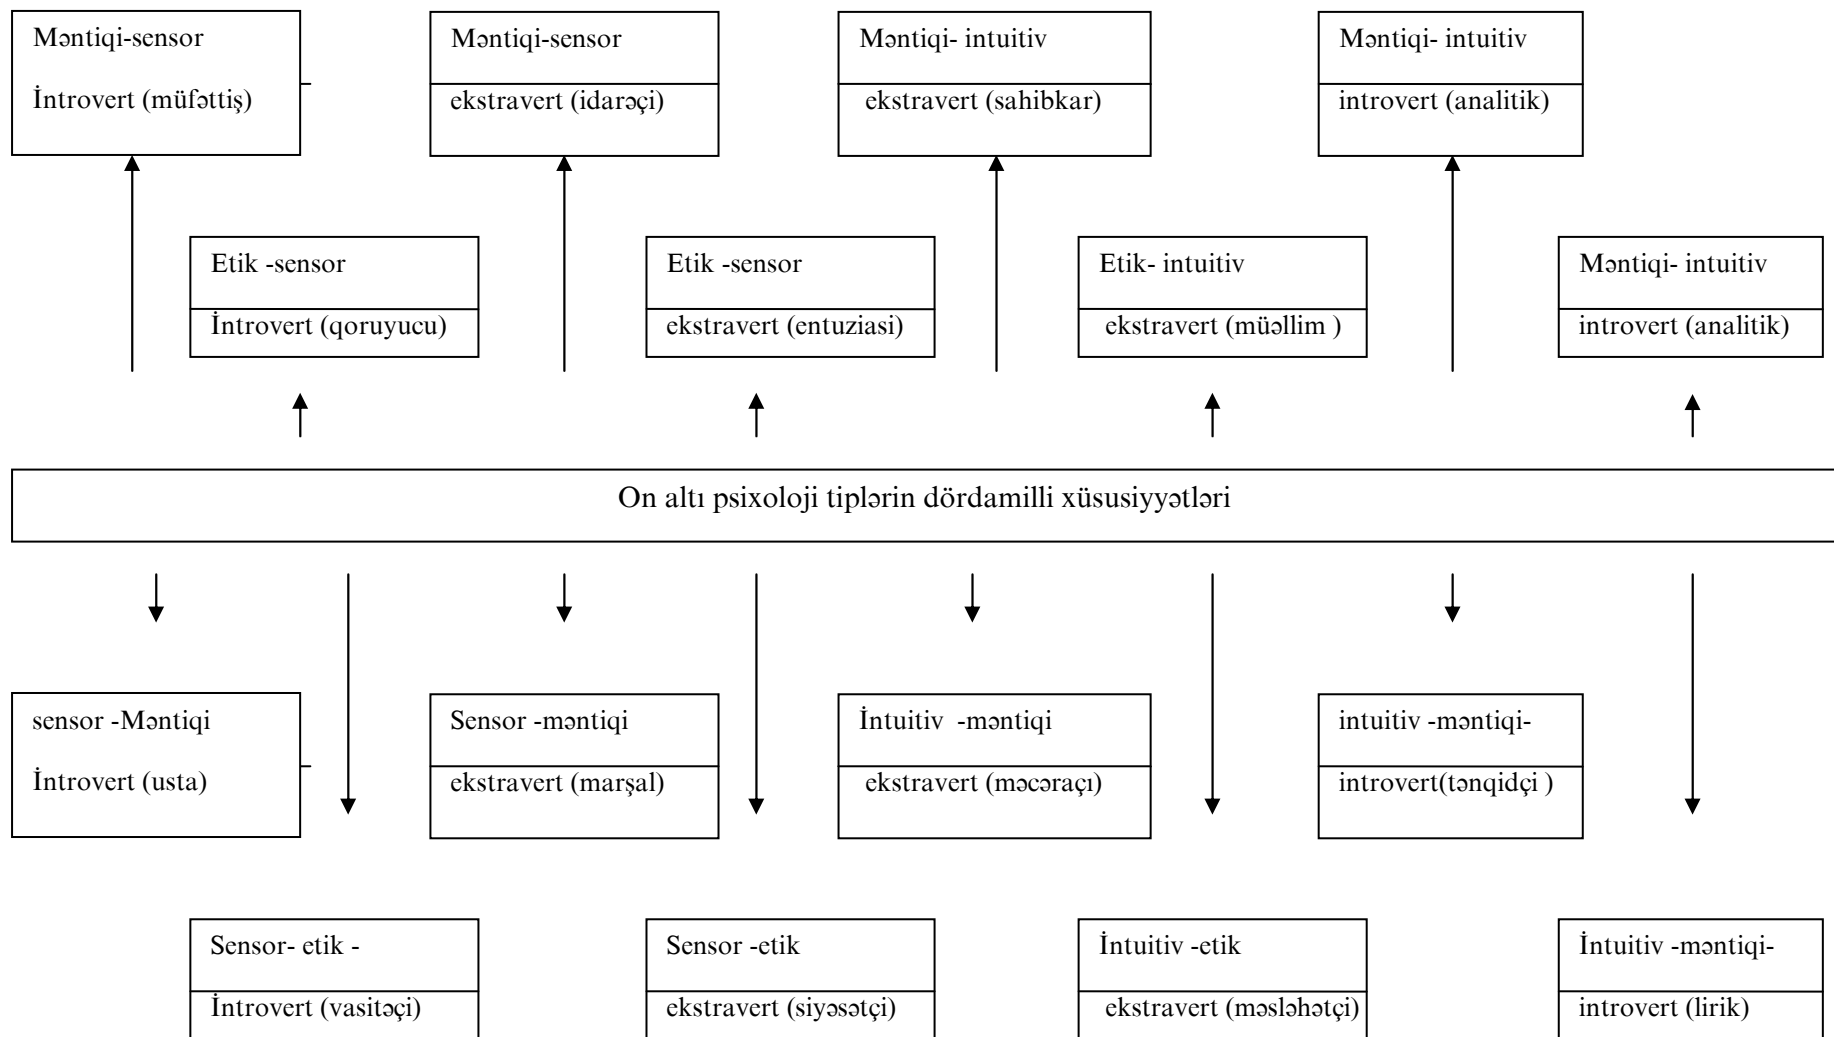 Məntiqi-sensor
İntrovert (müfəttiş)
Məntiqi-sensor
ekstravert (idarəçi)
Məntiqi- intuitiv
ekstravert (sahibkar)
Məntiqi- intuitiv
introvert (analitik)
Etik -sensor
İntrovert (qoruyucu)
Etik -sensor
ekstravert (entuziasi)
Etik- intuitiv
ekstravert (müəllim )
Məntiqi- intuitiv
introvert (analitik)
On altı psixoloji tiplərin dördamilli xüsusiyyətləri
sensor -Məntiqi
İntrovert (usta)
Sensor -məntiqi
ekstravert (marşal)
İntuitiv -məntiqi
ekstravert (macəraçı)
intuitiv -məntiqi-
introvert(tənqidçi )
Sensor- etik -
İntrovert (vasitəçi)
Sensor -etik
ekstravert (siyəsətçi)
İntuitiv -etik
ekstravert (məsləhətçi)
İntuitiv -məntiqi-
introvert (lirik)